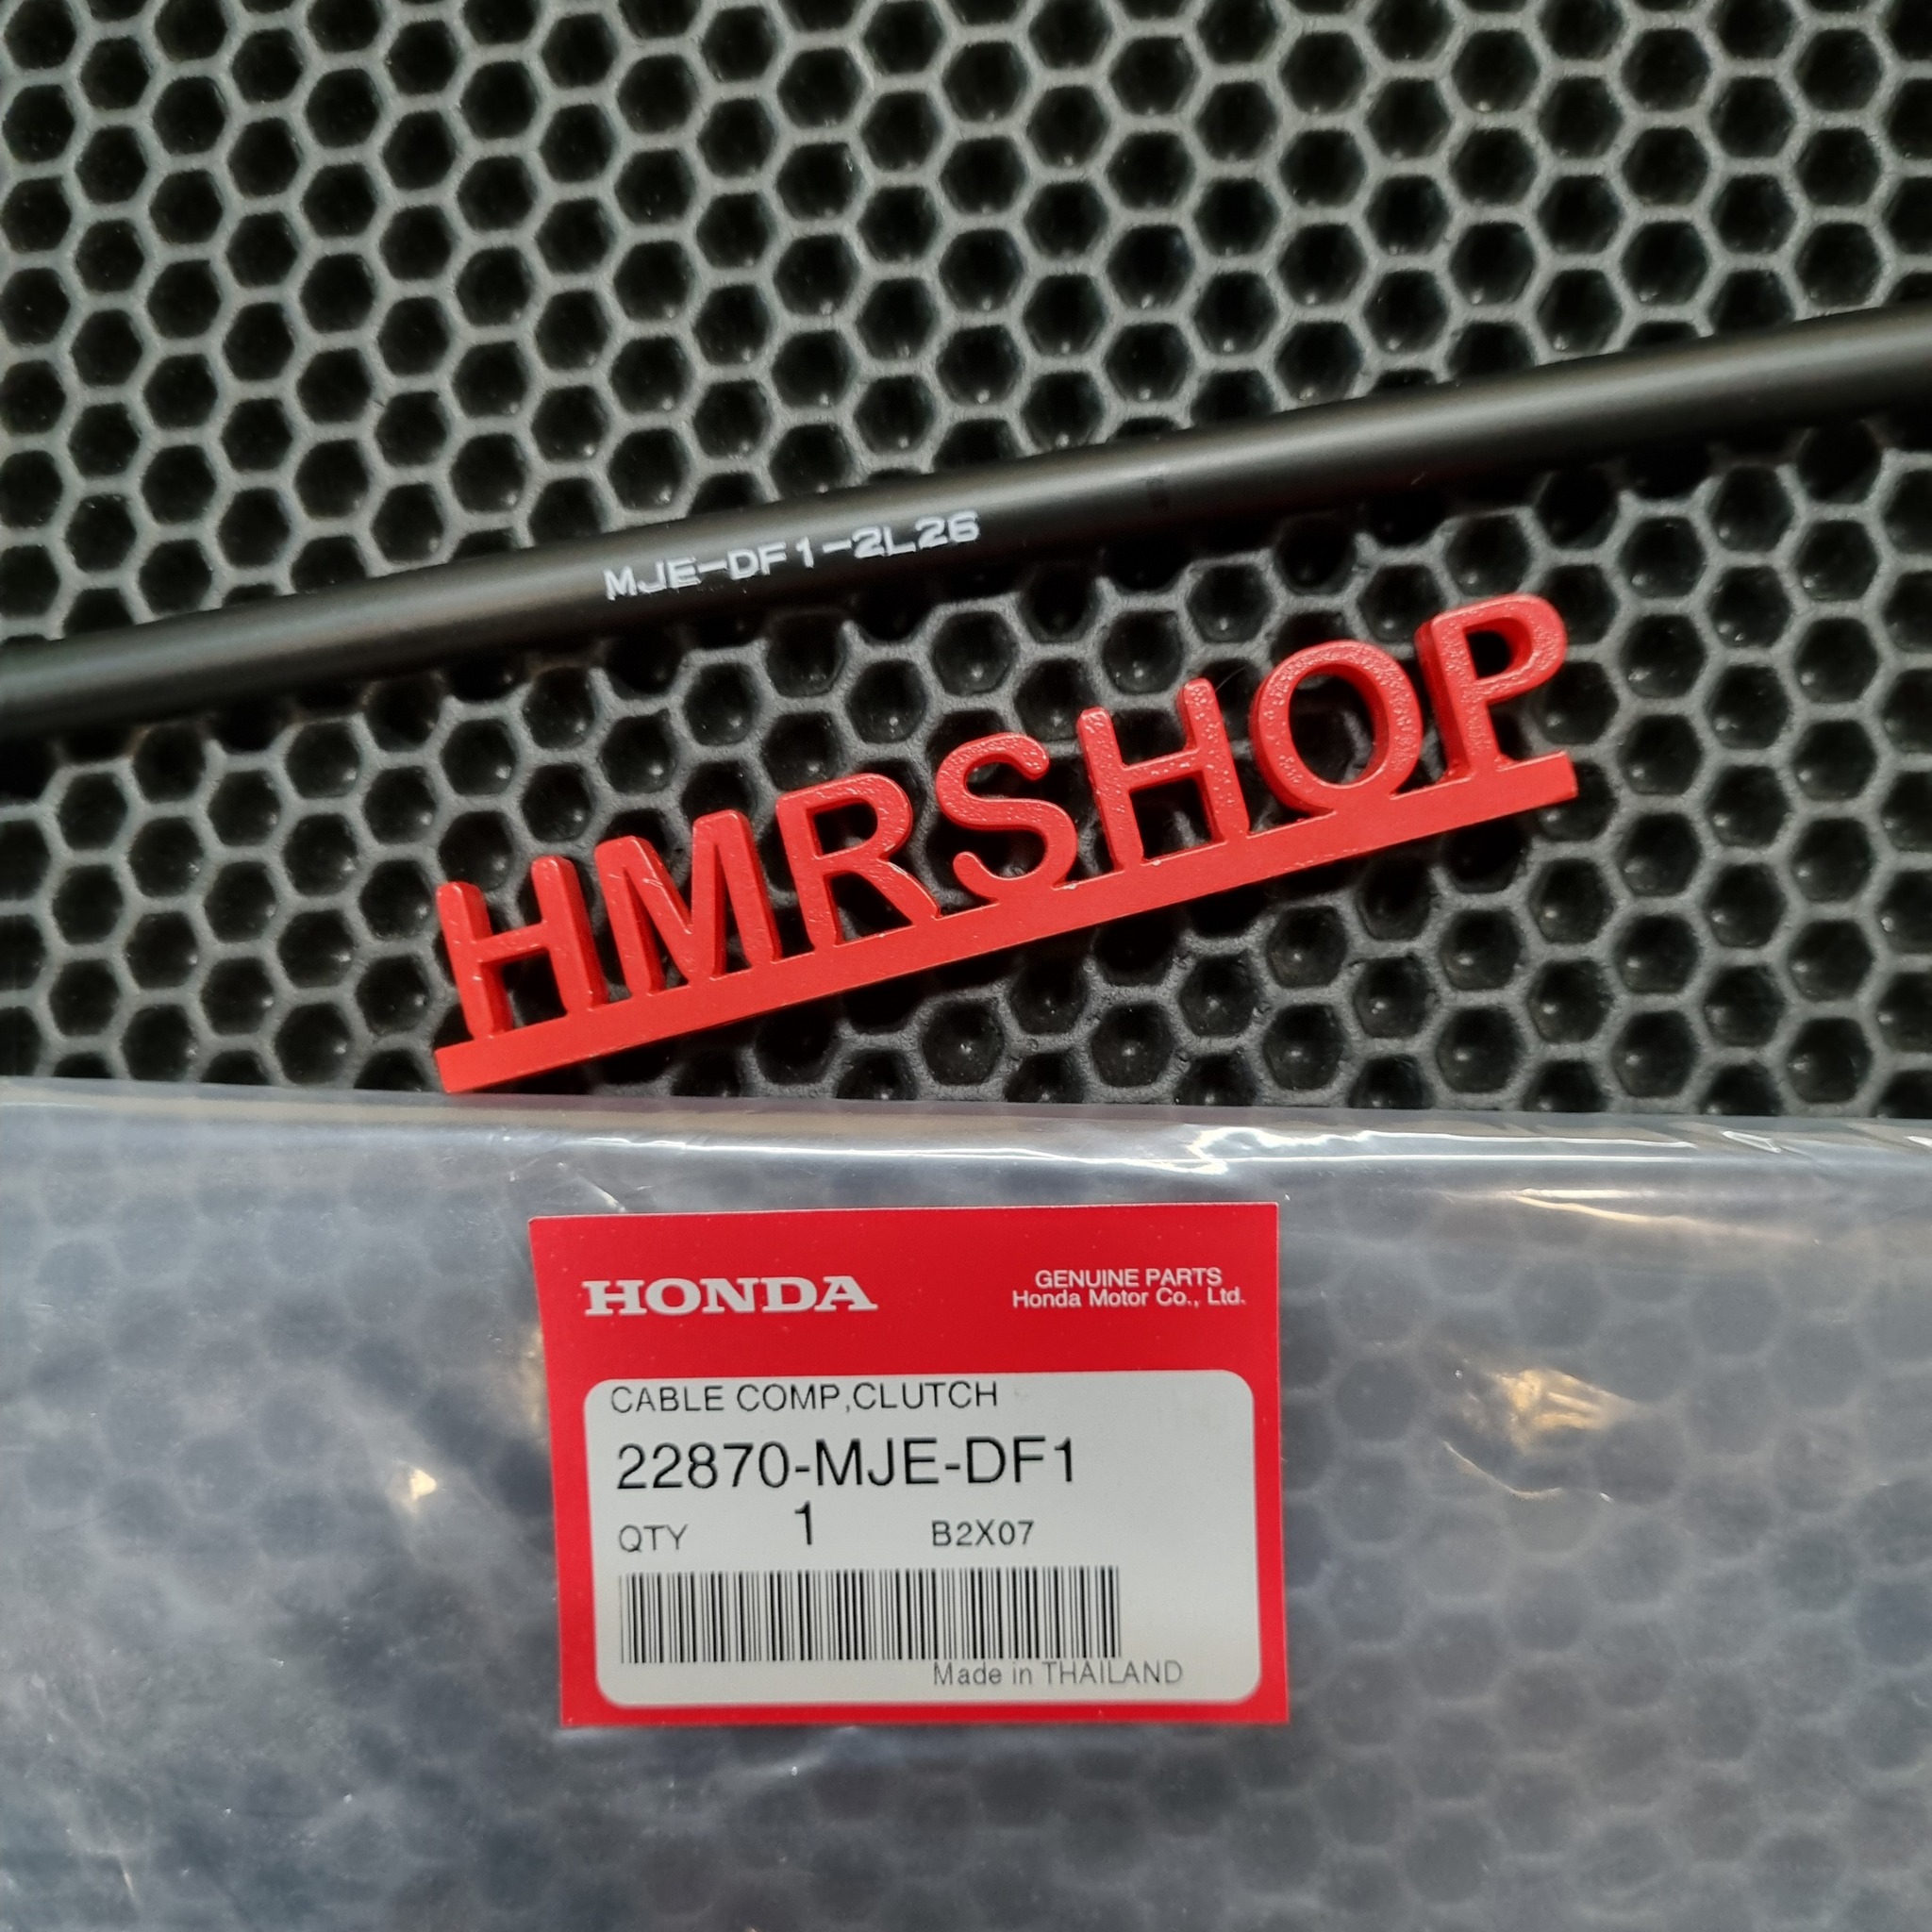 MJE-DF1-2L26
HMRSHOP
HONDA
GENUINE PARTS
Honda Motor Co., Ltd.
CABLE COMP,CLUTCH
22870-MJE-DF1
QTY 1 B2X07
Made in THAILAND